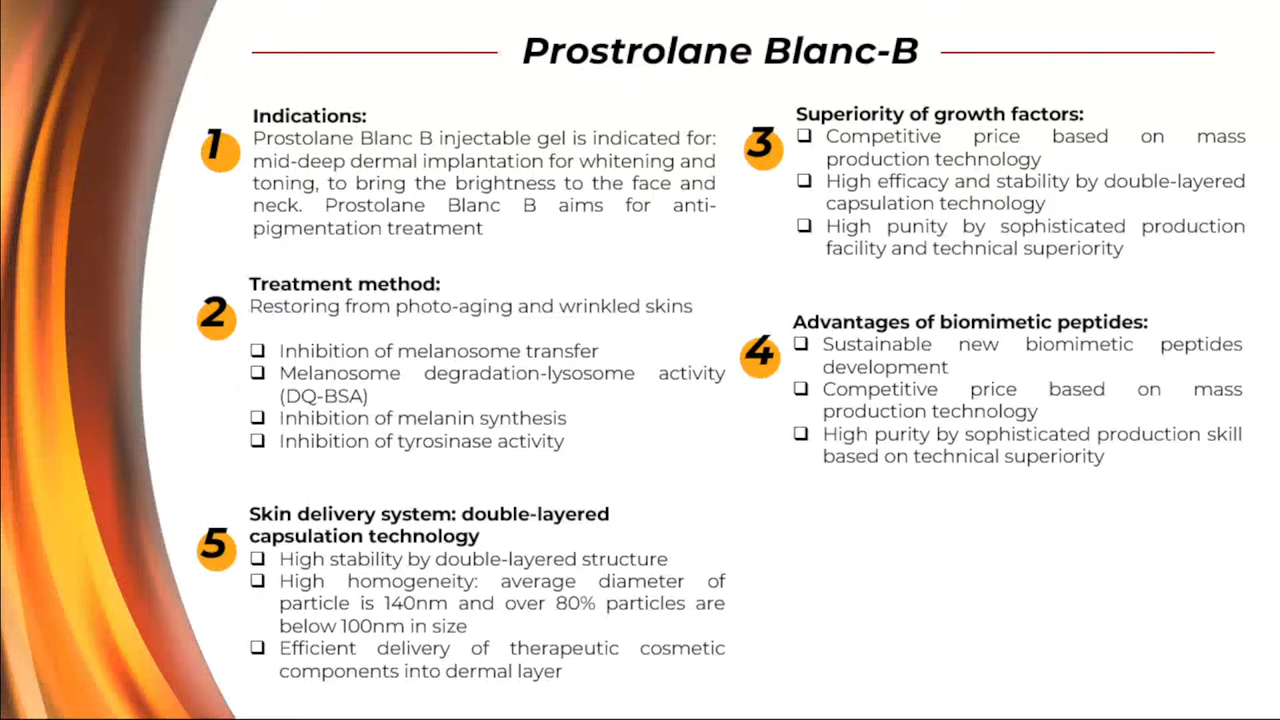 Prostrolane Blanc-B
1
Indications:
Prostolane Blanc B injectable gel is indicated for:
mid-deep dermal implantation for whitening and
toning, to bring the brightness to the face and
neck. Prostolane Blanc B aims for anti-
pigmentation treatment
2
Treatment method:
Restoring from photo-aging and wrinkled skins
❑ Inhibition of melanosome transfer
❑ Melanosome degradation-lysosome activity
(DQ-BSA)
❑ Inhibition of melanin synthesis
❑ Inhibition of tyrosinase activity
5
Skin delivery system: double-layered
capsulation technology
❑ High stability by double-layered structure
❑ High homogeneity: average diameter of
particle is 140nm and over 80% particles are
below 100nm in size
❑ Efficient delivery of therapeutic cosmetic
components into dermal layer
3
Superiority of growth factors:
❑ Competitive price based on mass
production technology
❑ High efficacy and stability by double-layered
capsulation technology
❑ High purity by sophisticated production
facility and technical superiority
4
Advantages of biomimetic peptides:
❑ Sustainable new biomimetic peptides
development
❑ Competitive price based on mass
production technology
❑ High purity by sophisticated production skill
based on technical superiority